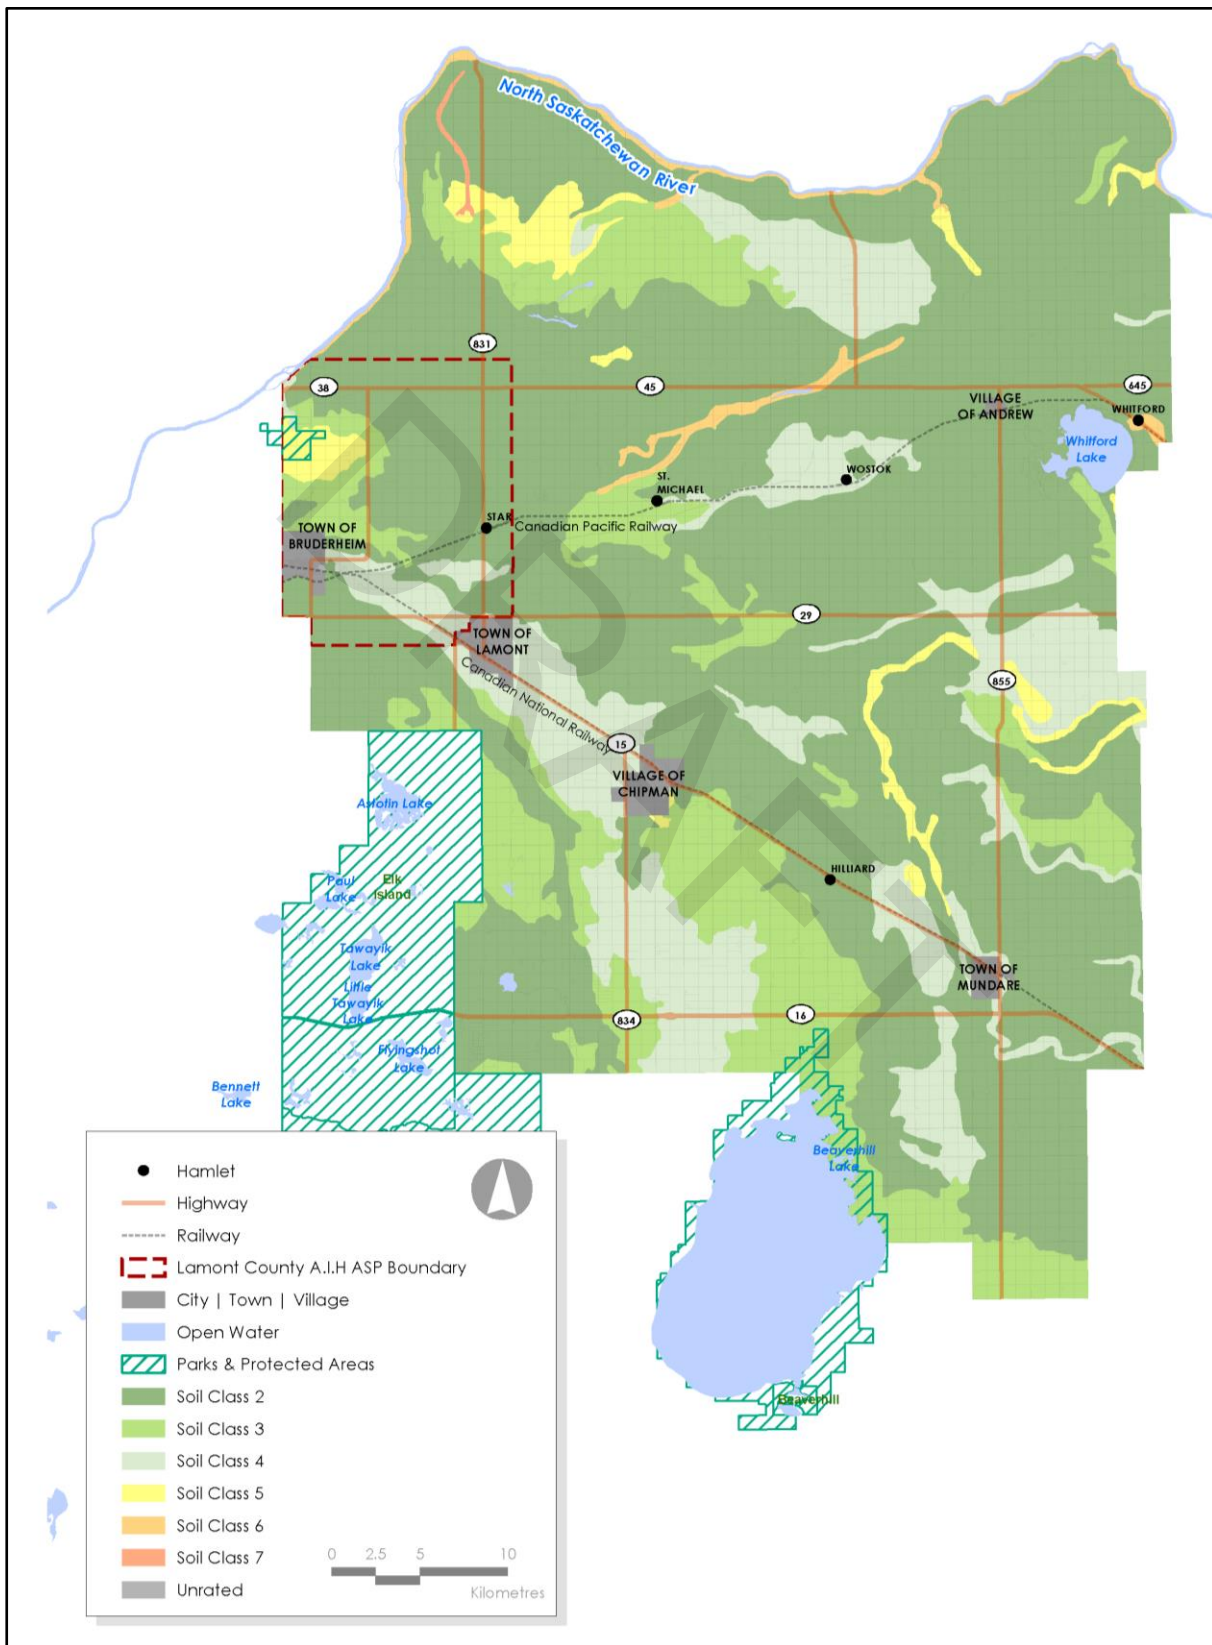 North Saskatchewan River
831
38
45
645
VILLAGE
OF ANDREW
WHITFORD
Whitford
Lake
WOSTOK
ST.
MICHAEL
STAR
Canadian Pacific Railway
TOWN OF
BRUDERHEIM
29
TOWN OF
LAMONT
Canadian National Railway
855
15
VILLAGE OF
CHIPMAN
Astotin Lake
HILLIARD
Paul
Lake
Elk
Island
Tawayik
Lake
Little
Tawayik
Lake
TOWN OF
MUNDARE
834
16
Flyingshot
Lake
Bennett
Lake
Beaverhill
Lake
Beaverhill
DRAFT
Hamlet
Highway
Railway
Lamont County A.I.H ASP Boundary
City | Town | Village
Open Water
Parks & Protected Areas
Soil Class 2
Soil Class 3
Soil Class 4
Soil Class 5
Soil Class 6
Soil Class 7
Unrated
0 2.5 5 10
Kilometres